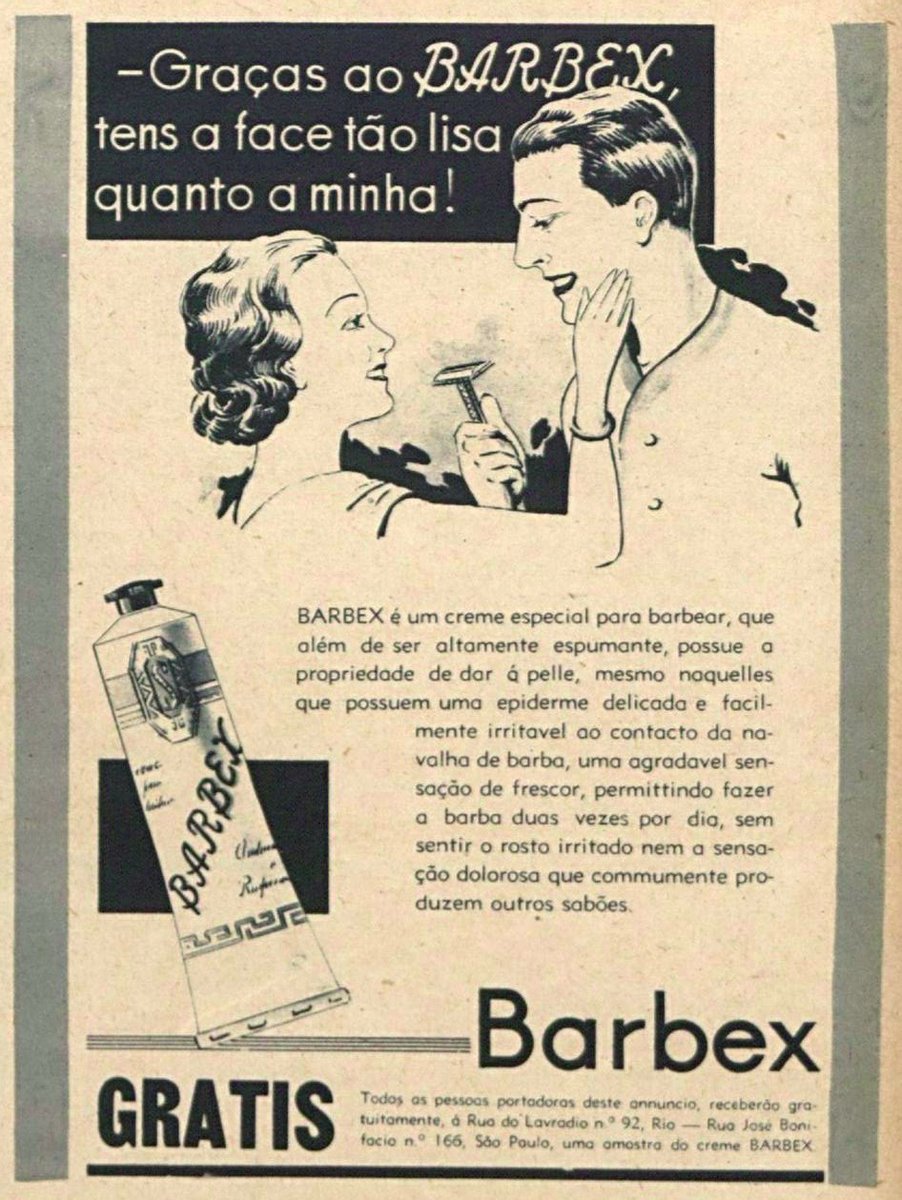 –Graças ao BARBEX,
tens a face tão lisa
quanto a minha!
BARBEX é um creme especial para barbear, que
além de ser altamente espumante, possue a
propriedade de dar á pelle, mesmo naquelles
que possuem uma epiderme delicada e facil-
mente irritavel ao contacto da na-
valha de barba, uma agradavel sen-
sação de frescor, permittindo fazer
a barba duas vezes por dia, sem
sentir o rosto irritado nem a sensa-
ção dolorosa que commumente pro-
duzem outros sabões.
BARBEX
Barbex
GRATIS
Todas as pessoas portadoras deste annuncio, receberão gra-
tuitamente, á Rua do Lavradio n.º 92, Rio — Rua José Boni-
facio n.º 166, São Paulo, uma amostra do creme BARBEX